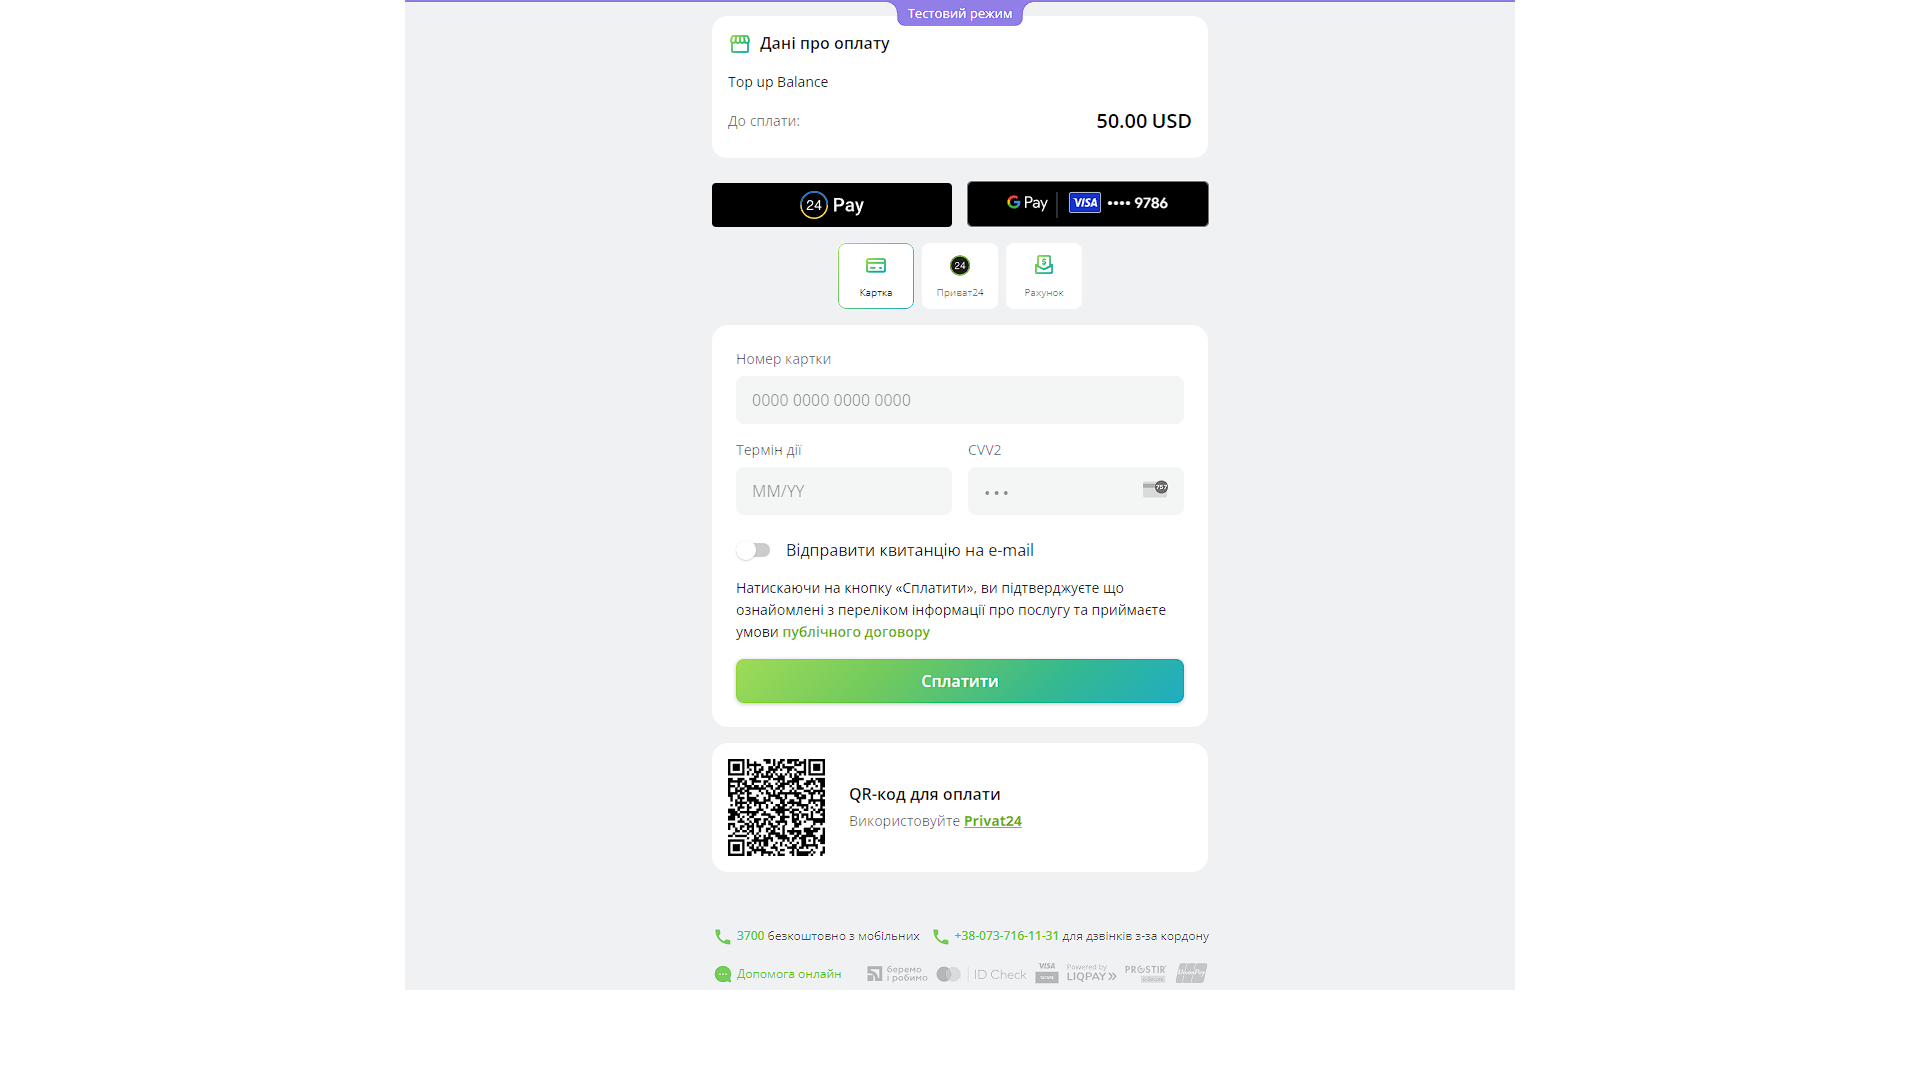 Тестовий режим
Дані про оплату
Top up Balance
До сплати:
50.00 USD
24 Pay
G Pay VISA •••• 9786
Картка
24
Приват24
Рахунок
Номер картки
0000 0000 0000 0000
Термін дії
CVV2
MM/YY
•••
757
Відправити квитанцію на e-mail
Натискаючи на кнопку «Сплатити», ви підтверджуєте що
ознайомлені з переліком інформації про послугу та приймаєте
умови публічного договору
Сплатити
QR-код для оплати
Використовуйте Privat24
3700 безкоштовно з мобільних
+38-073-716-11-31 для дзвінків з-за кордону
Допомога онлайн
беремо
і робимо
ID Check
VISA
Powered by
LIQPAY
PROSTIR